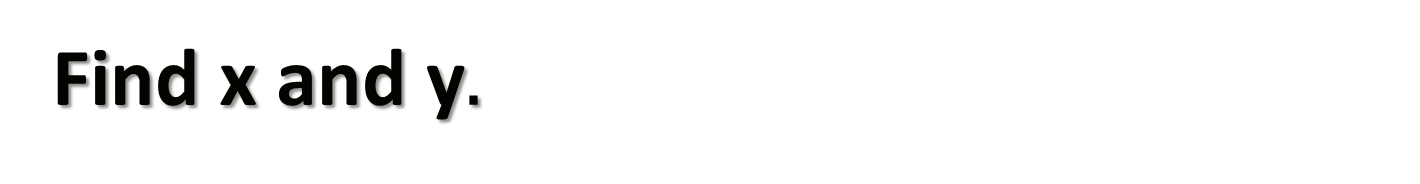 Find x and y.